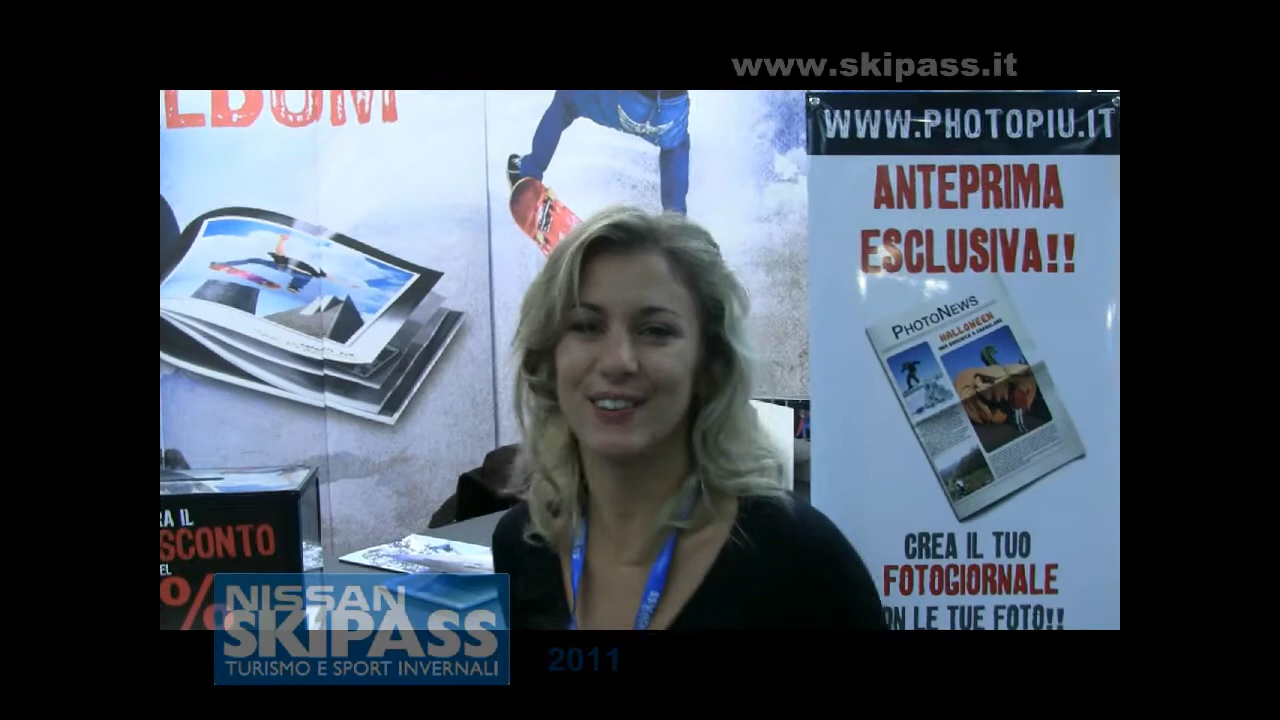 www.skipass.it
LBUM
WWW.PHOTOPIU.IT
ANTEPRIMA
ESCLUSIVA!!
PHOTONEWS
HALLOWEEN
CREA IL TUO
FOTOGIORNALE
ON LE TUE FOTO!!
RA IL
SCONTO
EL
%
NISSAN
SKIPASS
TURISMO E SPORT INVERNALI
2011